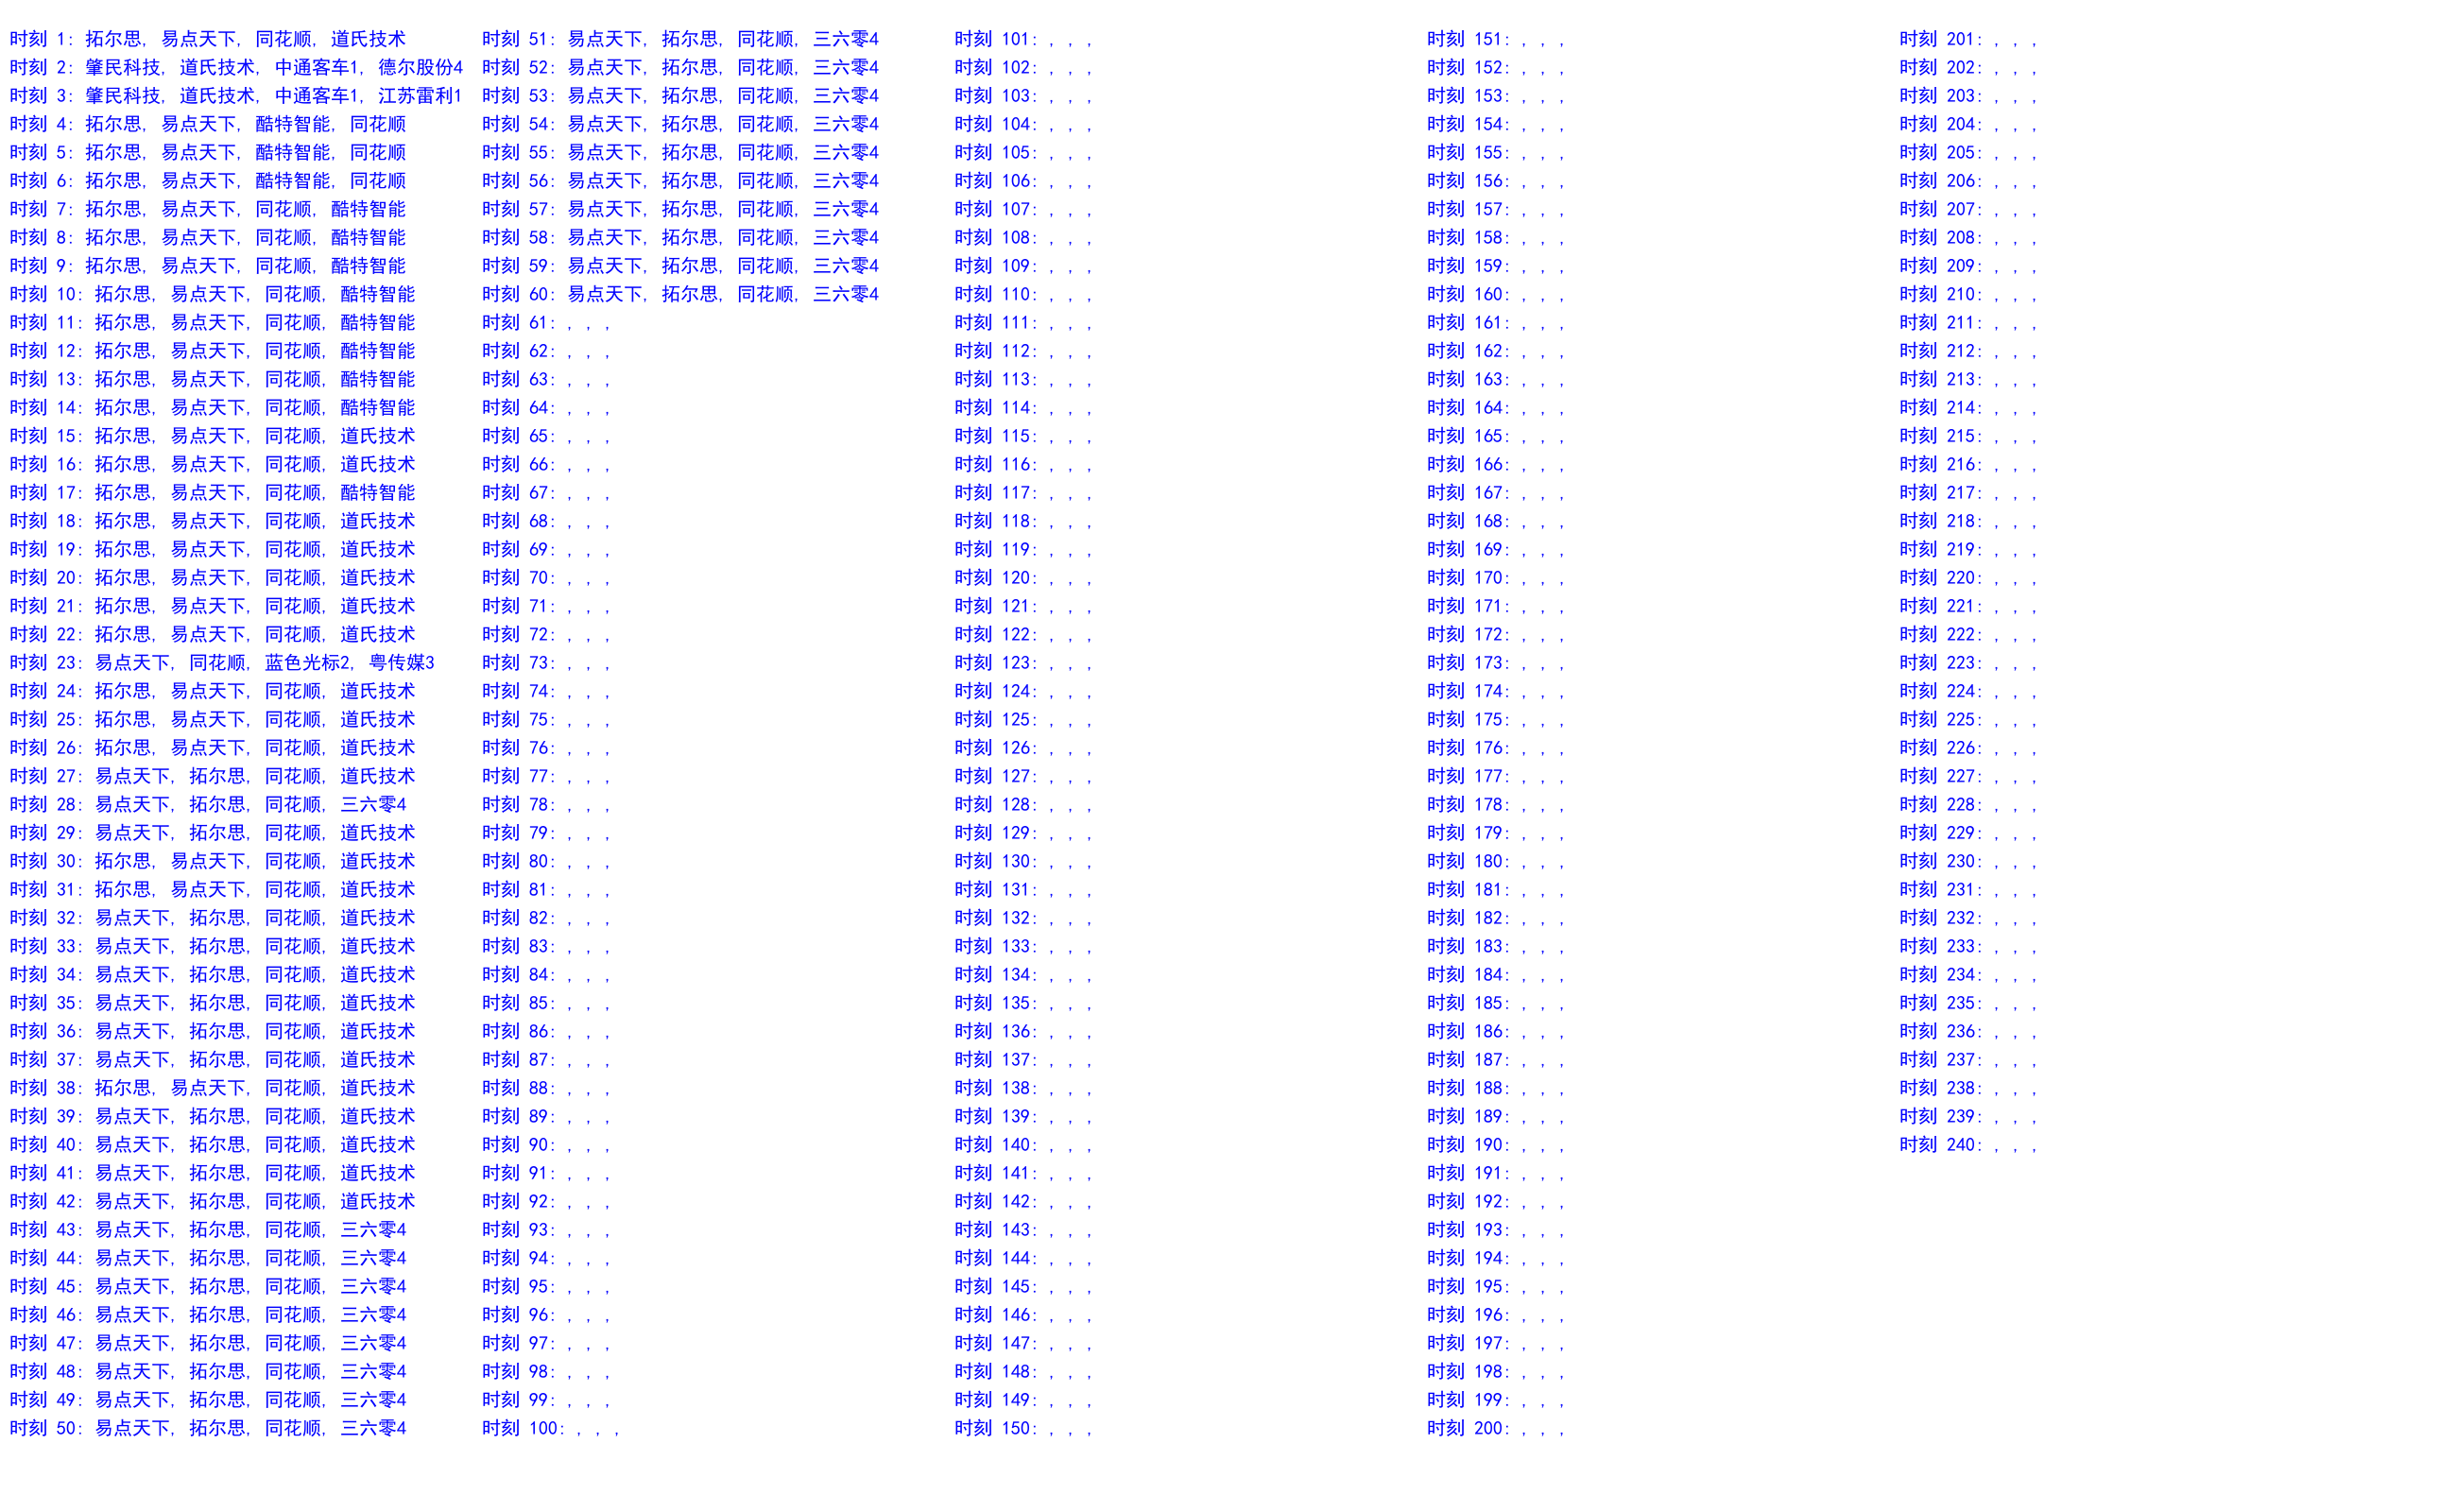 时刻 1: 拓尔思, 易点天下, 同花顺, 道氏技术
时刻 2: 肇民科技, 道氏技术, 中通客车1, 德尔股份4
时刻 3: 肇民科技, 道氏技术, 中通客车1, 江苏雷利1
时刻 4: 拓尔思, 易点天下, 酷特智能, 同花顺
时刻 5: 拓尔思, 易点天下, 酷特智能, 同花顺
时刻 6: 拓尔思, 易点天下, 酷特智能, 同花顺
时刻 7: 拓尔思, 易点天下, 同花顺, 酷特智能
时刻 8: 拓尔思, 易点天下, 同花顺, 酷特智能
时刻 9: 拓尔思, 易点天下, 同花顺, 酷特智能
时刻 10: 拓尔思, 易点天下, 同花顺, 酷特智能
时刻 11: 拓尔思, 易点天下, 同花顺, 酷特智能
时刻 12: 拓尔思, 易点天下, 同花顺, 酷特智能
时刻 13: 拓尔思, 易点天下, 同花顺, 酷特智能
时刻 14: 拓尔思, 易点天下, 同花顺, 酷特智能
时刻 15: 拓尔思, 易点天下, 同花顺, 道氏技术
时刻 16: 拓尔思, 易点天下, 同花顺, 道氏技术
时刻 17: 拓尔思, 易点天下, 同花顺, 酷特智能
时刻 18: 拓尔思, 易点天下, 同花顺, 道氏技术
时刻 19: 拓尔思, 易点天下, 同花顺, 道氏技术
时刻 20: 拓尔思, 易点天下, 同花顺, 道氏技术
时刻 21: 拓尔思, 易点天下, 同花顺, 道氏技术
时刻 22: 拓尔思, 易点天下, 同花顺, 道氏技术
时刻 23: 易点天下, 同花顺, 蓝色光标2, 粤传媒3
时刻 24: 拓尔思, 易点天下, 同花顺, 道氏技术
时刻 25: 拓尔思, 易点天下, 同花顺, 道氏技术
时刻 26: 拓尔思, 易点天下, 同花顺, 道氏技术
时刻 27: 易点天下, 拓尔思, 同花顺, 道氏技术
时刻 28: 易点天下, 拓尔思, 同花顺, 三六零4
时刻 29: 易点天下, 拓尔思, 同花顺, 道氏技术
时刻 30: 拓尔思, 易点天下, 同花顺, 道氏技术
时刻 31: 拓尔思, 易点天下, 同花顺, 道氏技术
时刻 32: 易点天下, 拓尔思, 同花顺, 道氏技术
时刻 33: 易点天下, 拓尔思, 同花顺, 道氏技术
时刻 34: 易点天下, 拓尔思, 同花顺, 道氏技术
时刻 35: 易点天下, 拓尔思, 同花顺, 道氏技术
时刻 36: 易点天下, 拓尔思, 同花顺, 道氏技术
时刻 37: 易点天下, 拓尔思, 同花顺, 道氏技术
时刻 38: 拓尔思, 易点天下, 同花顺, 道氏技术
时刻 39: 易点天下, 拓尔思, 同花顺, 道氏技术
时刻 40: 易点天下, 拓尔思, 同花顺, 道氏技术
时刻 41: 易点天下, 拓尔思, 同花顺, 道氏技术
时刻 42: 易点天下, 拓尔思, 同花顺, 道氏技术
时刻 43: 易点天下, 拓尔思, 同花顺, 三六零4
时刻 44: 易点天下, 拓尔思, 同花顺, 三六零4
时刻 45: 易点天下, 拓尔思, 同花顺, 三六零4
时刻 46: 易点天下, 拓尔思, 同花顺, 三六零4
时刻 47: 易点天下, 拓尔思, 同花顺, 三六零4
时刻 48: 易点天下, 拓尔思, 同花顺, 三六零4
时刻 49: 易点天下, 拓尔思, 同花顺, 三六零4
时刻 50: 易点天下, 拓尔思, 同花顺, 三六零4
时刻 51: 易点天下, 拓尔思, 同花顺, 三六零4
时刻 52: 易点天下, 拓尔思, 同花顺, 三六零4
时刻 53: 易点天下, 拓尔思, 同花顺, 三六零4
时刻 54: 易点天下, 拓尔思, 同花顺, 三六零4
时刻 55: 易点天下, 拓尔思, 同花顺, 三六零4
时刻 56: 易点天下, 拓尔思, 同花顺, 三六零4
时刻 57: 易点天下, 拓尔思, 同花顺, 三六零4
时刻 58: 易点天下, 拓尔思, 同花顺, 三六零4
时刻 59: 易点天下, 拓尔思, 同花顺, 三六零4
时刻 60: 易点天下, 拓尔思, 同花顺, 三六零4
时刻 61: , , ,
时刻 62: , , ,
时刻 63: , , ,
时刻 64: , , ,
时刻 65: , , ,
时刻 66: , , ,
时刻 67: , , ,
时刻 68: , , ,
时刻 69: , , ,
时刻 70: , , ,
时刻 71: , , ,
时刻 72: , , ,
时刻 73: , , ,
时刻 74: , , ,
时刻 75: , , ,
时刻 76: , , ,
时刻 77: , , ,
时刻 78: , , ,
时刻 79: , , ,
时刻 80: , , ,
时刻 81: , , ,
时刻 82: , , ,
时刻 83: , , ,
时刻 84: , , ,
时刻 85: , , ,
时刻 86: , , ,
时刻 87: , , ,
时刻 88: , , ,
时刻 89: , , ,
时刻 90: , , ,
时刻 91: , , ,
时刻 92: , , ,
时刻 93: , , ,
时刻 94: , , ,
时刻 95: , , ,
时刻 96: , , ,
时刻 97: , , ,
时刻 98: , , ,
时刻 99: , , ,
时刻 100: , , ,
时刻 101: , , ,
时刻 102: , , ,
时刻 103: , , ,
时刻 104: , , ,
时刻 105: , , ,
时刻 106: , , ,
时刻 107: , , ,
时刻 108: , , ,
时刻 109: , , ,
时刻 110: , , ,
时刻 111: , , ,
时刻 112: , , ,
时刻 113: , , ,
时刻 114: , , ,
时刻 115: , , ,
时刻 116: , , ,
时刻 117: , , ,
时刻 118: , , ,
时刻 119: , , ,
时刻 120: , , ,
时刻 121: , , ,
时刻 122: , , ,
时刻 123: , , ,
时刻 124: , , ,
时刻 125: , , ,
时刻 126: , , ,
时刻 127: , , ,
时刻 128: , , ,
时刻 129: , , ,
时刻 130: , , ,
时刻 131: , , ,
时刻 132: , , ,
时刻 133: , , ,
时刻 134: , , ,
时刻 135: , , ,
时刻 136: , , ,
时刻 137: , , ,
时刻 138: , , ,
时刻 139: , , ,
时刻 140: , , ,
时刻 141: , , ,
时刻 142: , , ,
时刻 143: , , ,
时刻 144: , , ,
时刻 145: , , ,
时刻 146: , , ,
时刻 147: , , ,
时刻 148: , , ,
时刻 149: , , ,
时刻 150: , , ,
时刻 151: , , ,
时刻 152: , , ,
时刻 153: , , ,
时刻 154: , , ,
时刻 155: , , ,
时刻 156: , , ,
时刻 157: , , ,
时刻 158: , , ,
时刻 159: , , ,
时刻 160: , , ,
时刻 161: , , ,
时刻 162: , , ,
时刻 163: , , ,
时刻 164: , , ,
时刻 165: , , ,
时刻 166: , , ,
时刻 167: , , ,
时刻 168: , , ,
时刻 169: , , ,
时刻 170: , , ,
时刻 171: , , ,
时刻 172: , , ,
时刻 173: , , ,
时刻 174: , , ,
时刻 175: , , ,
时刻 176: , , ,
时刻 177: , , ,
时刻 178: , , ,
时刻 179: , , ,
时刻 180: , , ,
时刻 181: , , ,
时刻 182: , , ,
时刻 183: , , ,
时刻 184: , , ,
时刻 185: , , ,
时刻 186: , , ,
时刻 187: , , ,
时刻 188: , , ,
时刻 189: , , ,
时刻 190: , , ,
时刻 191: , , ,
时刻 192: , , ,
时刻 193: , , ,
时刻 194: , , ,
时刻 195: , , ,
时刻 196: , , ,
时刻 197: , , ,
时刻 198: , , ,
时刻 199: , , ,
时刻 200: , , ,
时刻 201: , , ,
时刻 202: , , ,
时刻 203: , , ,
时刻 204: , , ,
时刻 205: , , ,
时刻 206: , , ,
时刻 207: , , ,
时刻 208: , , ,
时刻 209: , , ,
时刻 210: , , ,
时刻 211: , , ,
时刻 212: , , ,
时刻 213: , , ,
时刻 214: , , ,
时刻 215: , , ,
时刻 216: , , ,
时刻 217: , , ,
时刻 218: , , ,
时刻 219: , , ,
时刻 220: , , ,
时刻 221: , , ,
时刻 222: , , ,
时刻 223: , , ,
时刻 224: , , ,
时刻 225: , , ,
时刻 226: , , ,
时刻 227: , , ,
时刻 228: , , ,
时刻 229: , , ,
时刻 230: , , ,
时刻 231: , , ,
时刻 232: , , ,
时刻 233: , , ,
时刻 234: , , ,
时刻 235: , , ,
时刻 236: , , ,
时刻 237: , , ,
时刻 238: , , ,
时刻 239: , , ,
时刻 240: , , ,